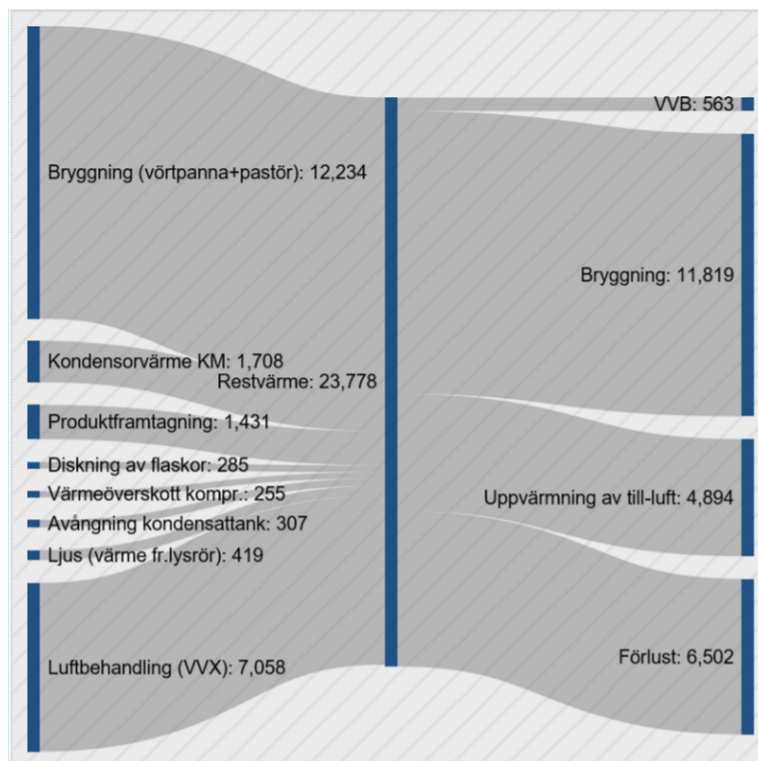 Bryggning (vörtpanna+pastör): 12,234
Kondensorvärme KM: 1,708
Produktframtagning: 1,431
Diskning av flaskor: 285
Värmeöverskott kompr.: 255
Avångning kondensattank: 307
Ljus (värme fr.lysrör): 419
Luftbehandling (VVX): 7,058
Restvärme: 23,778
VVB: 563
Bryggning: 11,819
Uppvärmning av till-luft: 4,894
Förlust: 6,502